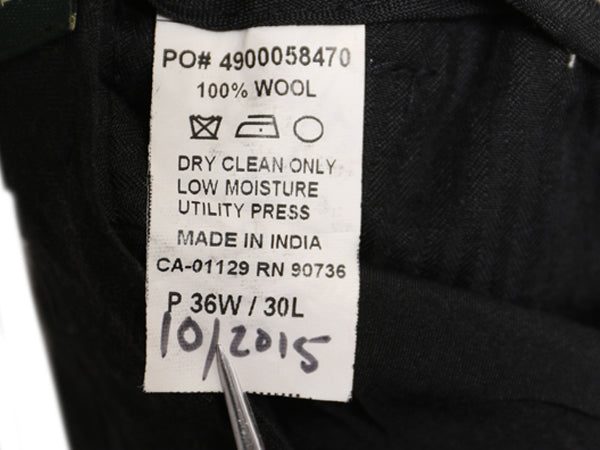 PO# 4900058470
100% WOOL
DRY CLEAN ONLY
LOW MOISTURE
UTILITY PRESS
MADE IN INDIA
CA-01129 RN 90736
P 36W / 30L
10/2015